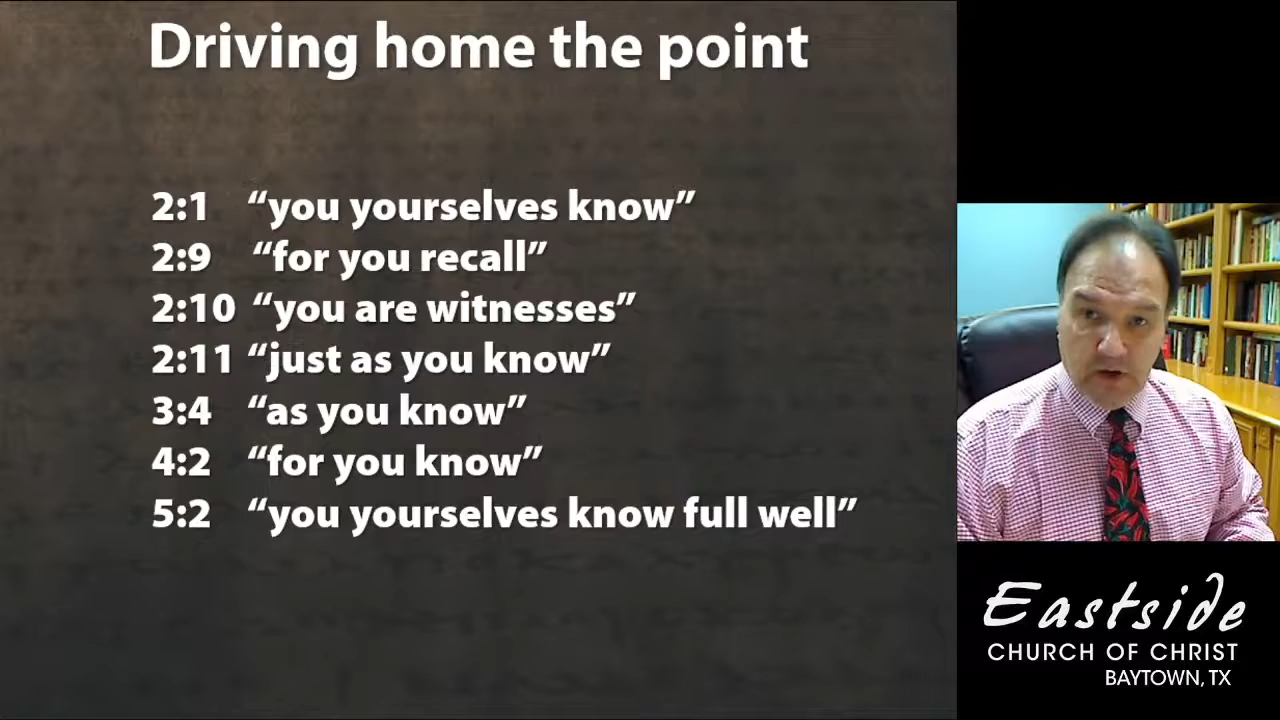 Driving home the point
2:1 “you yourselves know”
2:9 “for you recall”
2:10 “you are witnesses”
2:11 “just as you know”
3:4 “as you know”
4:2 “for you know”
5:2 “you yourselves know full well”
Eastside
CHURCH OF CHRIST
BAYTOWN, TX